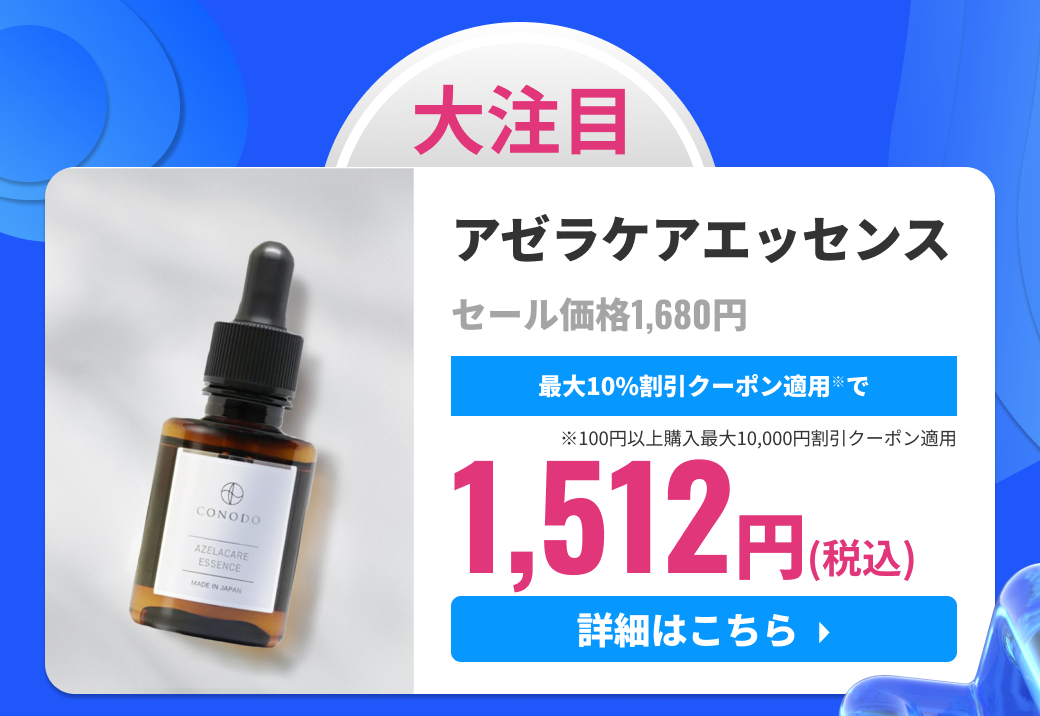 大注目
アゼラケアエッセンス
セール価格1,680円
最大10%割引クーポン適用※で
※100円以上購入最大10,000円割引クーポン適用
1,512円(税込)
詳細はこちら
CONODO
AZELACARE
ESSENCE
MADE IN JAPAN